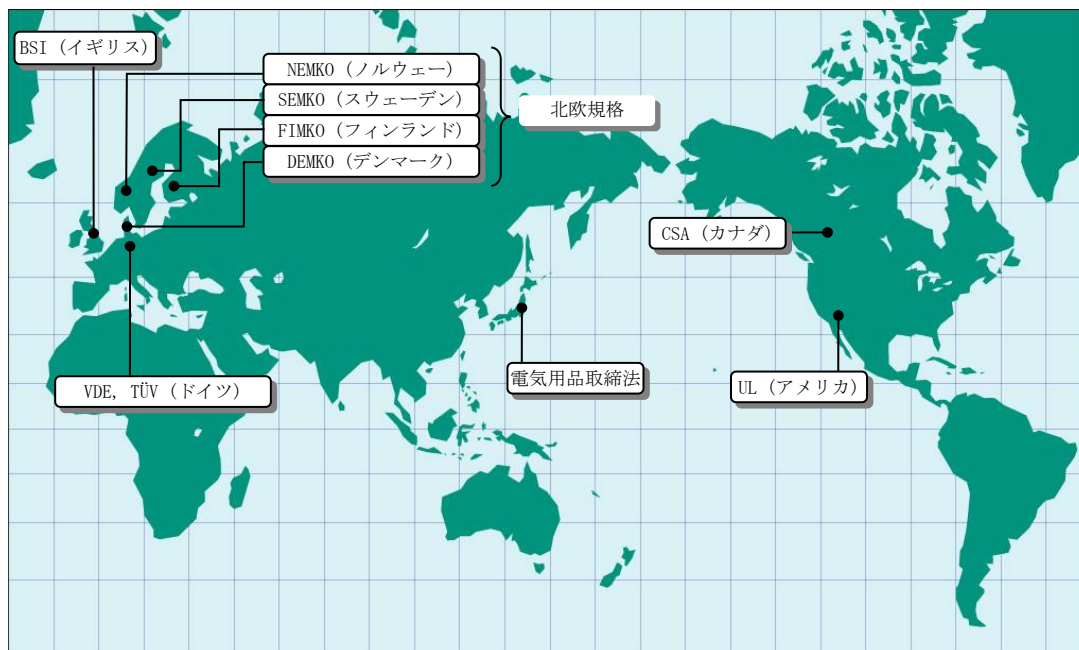 BSI (イギリス)
NEMKO (ノルウェー)
SEMKO (スウェーデン)
FIMKO (フィンランド)
DEMKO (デンマーク)
北欧規格
CSA (カナダ)
VDE, TÜV (ドイツ)
電気用品取締法
UL (アメリカ)